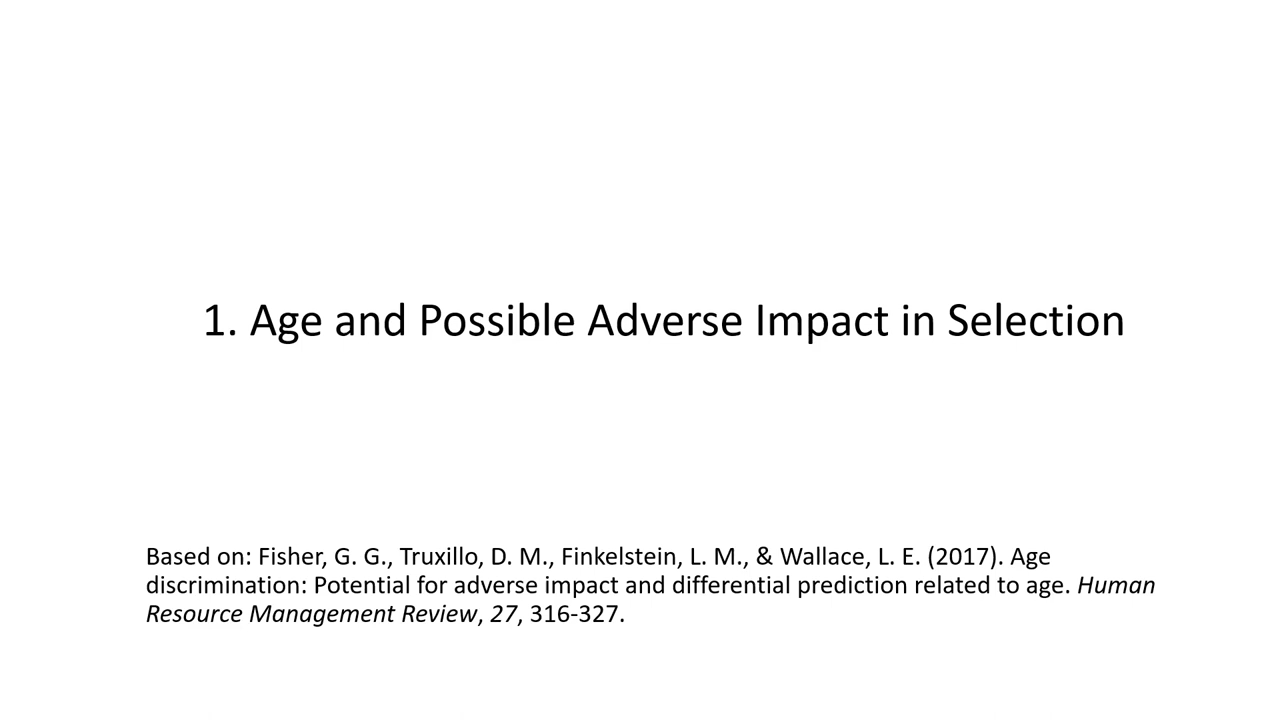 1. Age and Possible Adverse Impact in Selection
Based on: Fisher, G. G., Truxillo, D. M., Finkelstein, L. M., & Wallace, L. E. (2017). Age
discrimination: Potential for adverse impact and differential prediction related to age. Human
Resource Management Review, 27, 316-327.